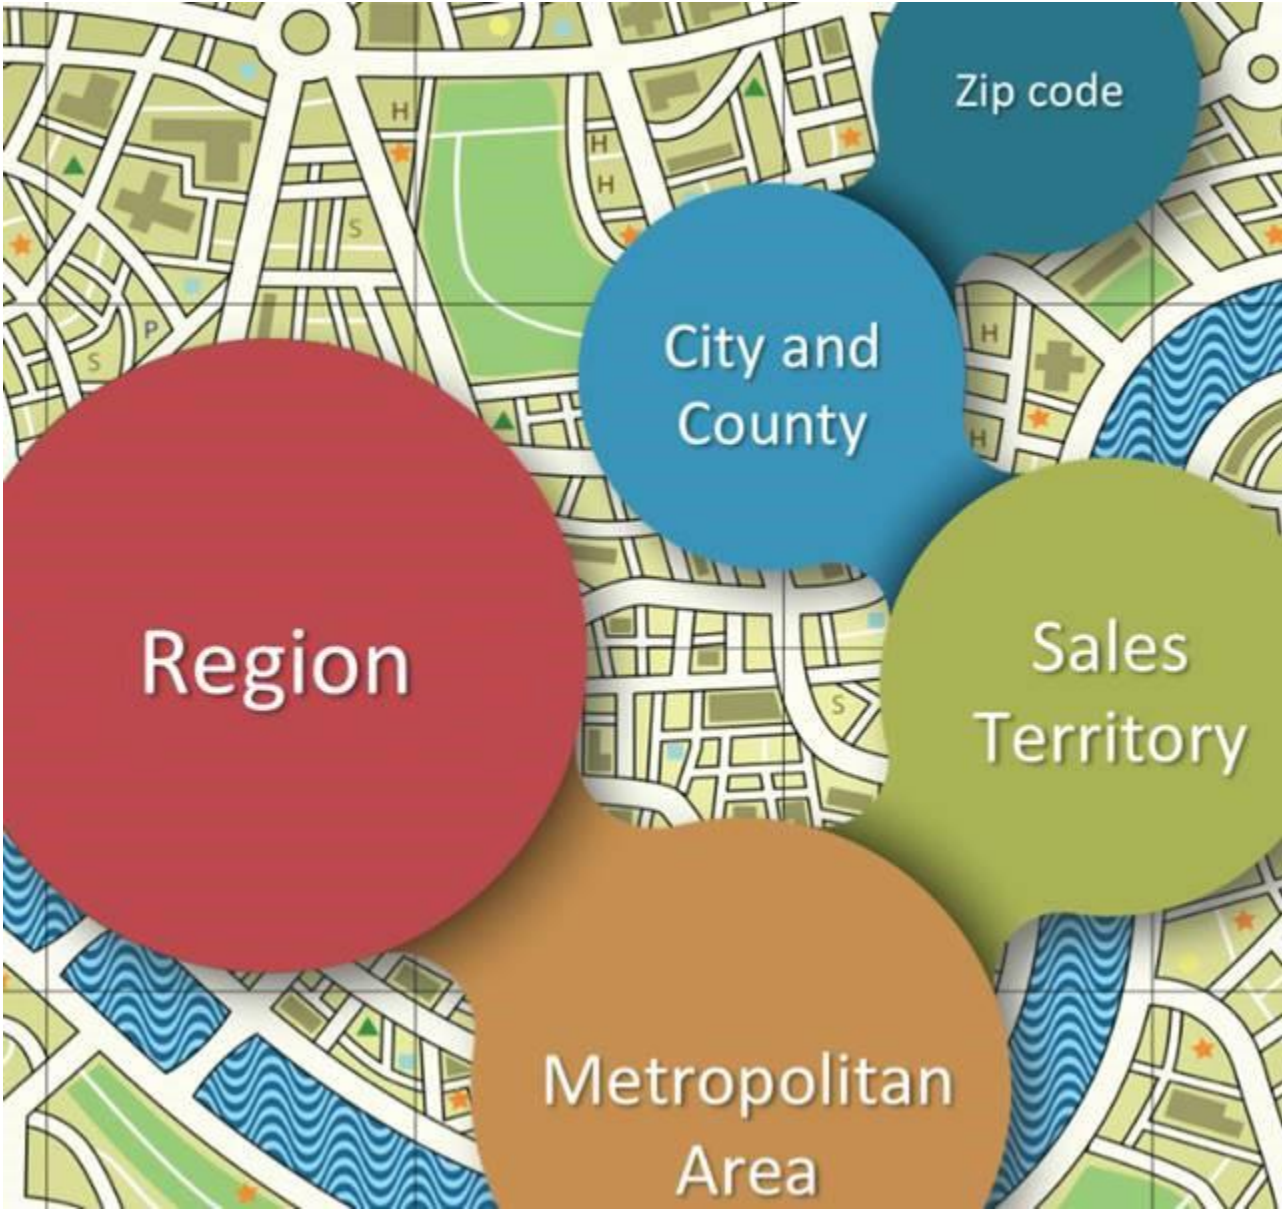 Zip code
H
H
H
S
City and
County
P
S
H
H
Region
Sales
Territory
S
Metropolitan
Area